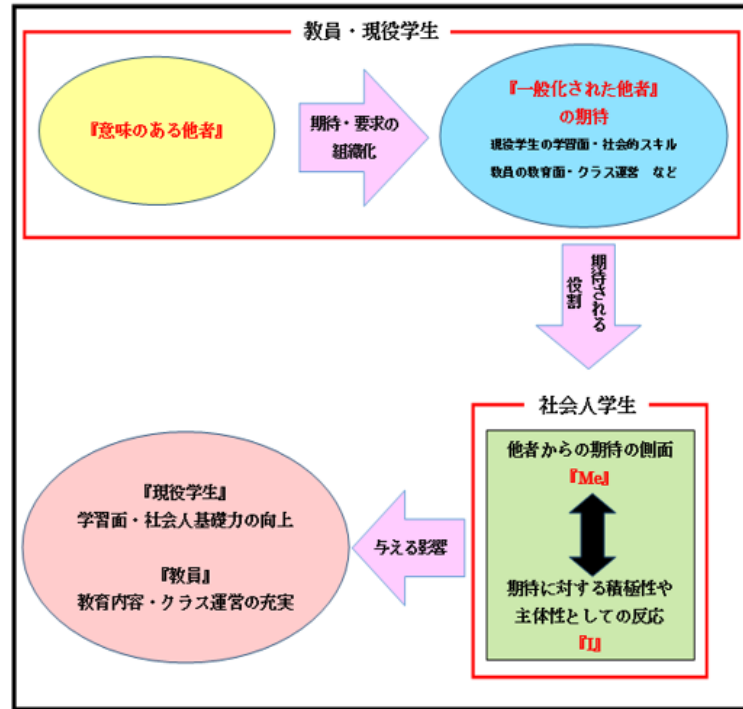 教員・現役学生
『意味のある他者』
期待・要求の
組織化
『一般化された他者』
の期待
現役学生の学習面・社会的スキル
教員の教育面・クラス運営 など
期待される
役割
社会人学生
他者からの期待の側面
『Me』
期待に対する積極性や
主体性としての反応
『I』
与える影響
『現役学生』
学習面・社会人基礎力の向上
『教員』
教育内容・クラス運営の充実